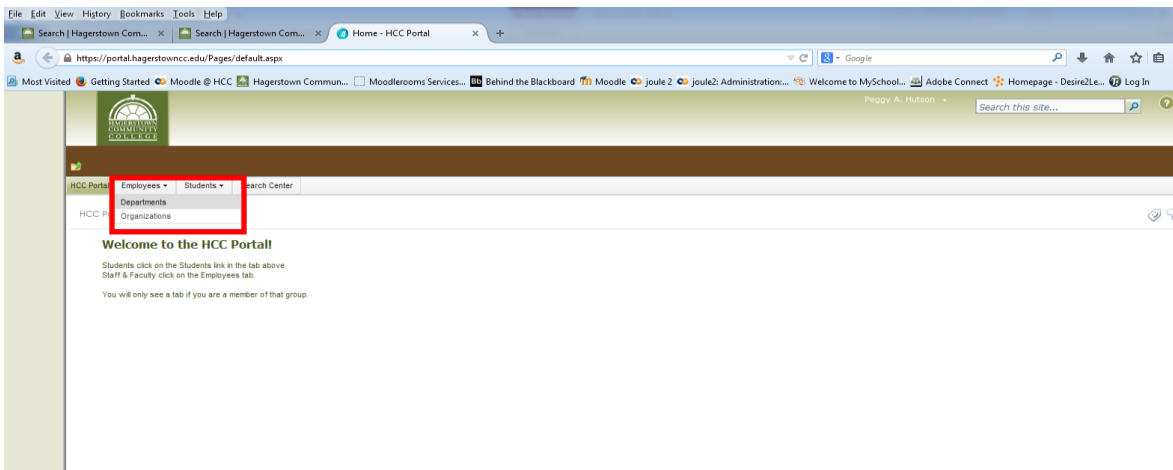 File Edit View History Bookmarks Tools Help
Search | Hagerstown Com... × Search | Hagerstown Com... × Home - HCC Portal × +
https://portal.hagerstowncc.edu/Pages/default.aspx Google
Most Visited Getting Started Moodle @ HCC Hagerstown Commun... Moodlerooms Services... Bb Behind the Blackboard Moodle joule 2 joule2: Administration:... Welcome to MySchool... Adobe Connect Homepage - Desire2Le... Log In
Peggy A. Hutson Search this site...
HAGERSTOWN
COMMUNITY
COLLEGE
HCC Portal Employees Students earch Center
Departments
HCC P
Organizations
Welcome to the HCC Portal!
Students click on the Students link in the tab above.
Staff & Faculty click on the Employees tab.
You will only see a tab if you are a member of that group.